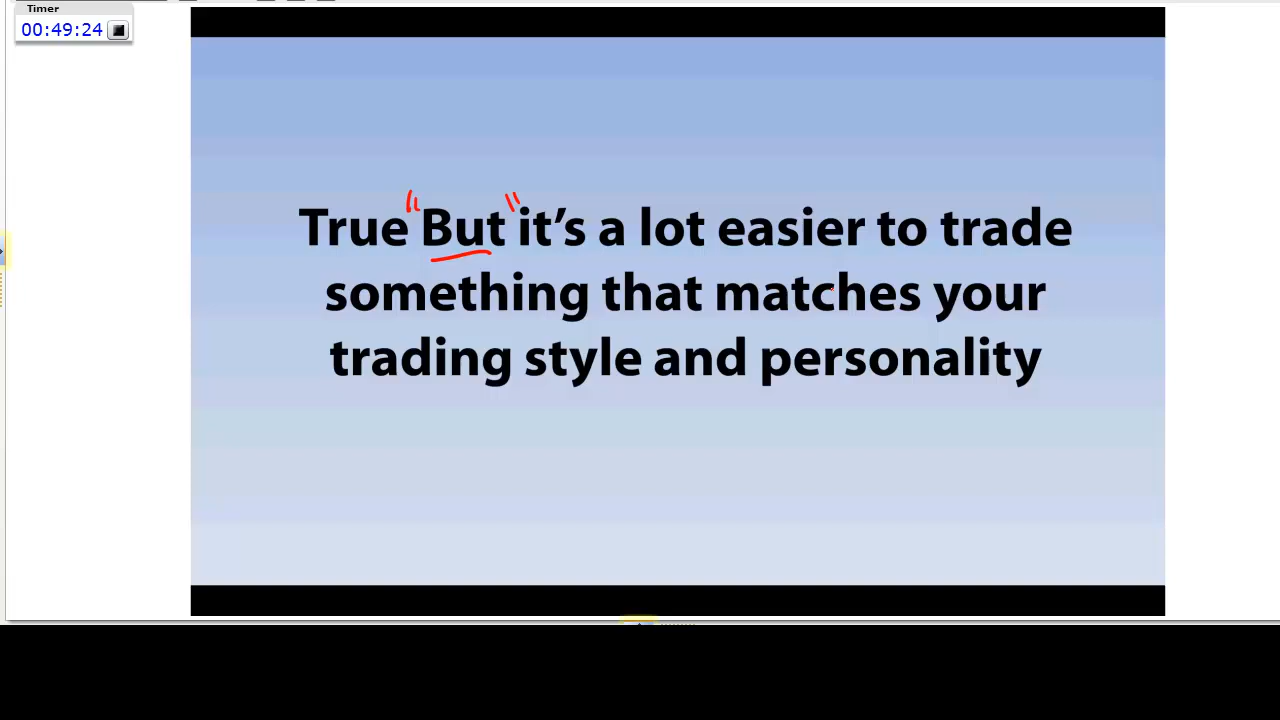 Timer
00:49:24
True "But" it's a lot easier to trade
something that matches your
trading style and personality